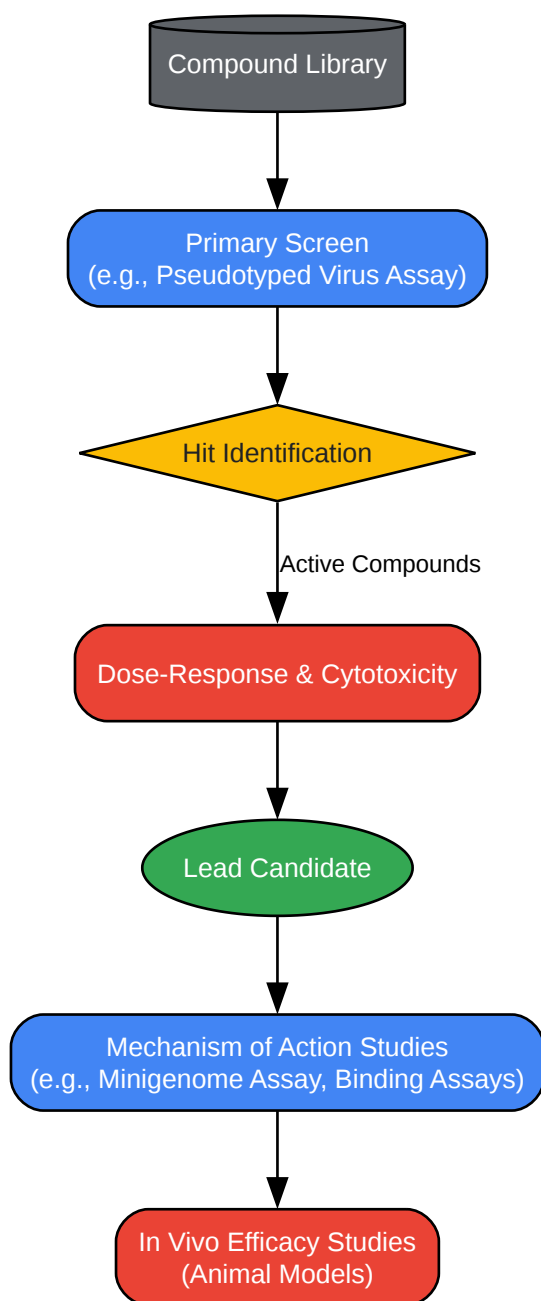 Compound Library
Primary Screen
(e.g., Pseudotyped Virus Assay)
Hit Identification
Active Compounds
Dose-Response & Cytotoxicity
Lead Candidate
Mechanism of Action Studies
(e.g., Minigenome Assay, Binding Assays)
In Vivo Efficacy Studies
(Animal Models)